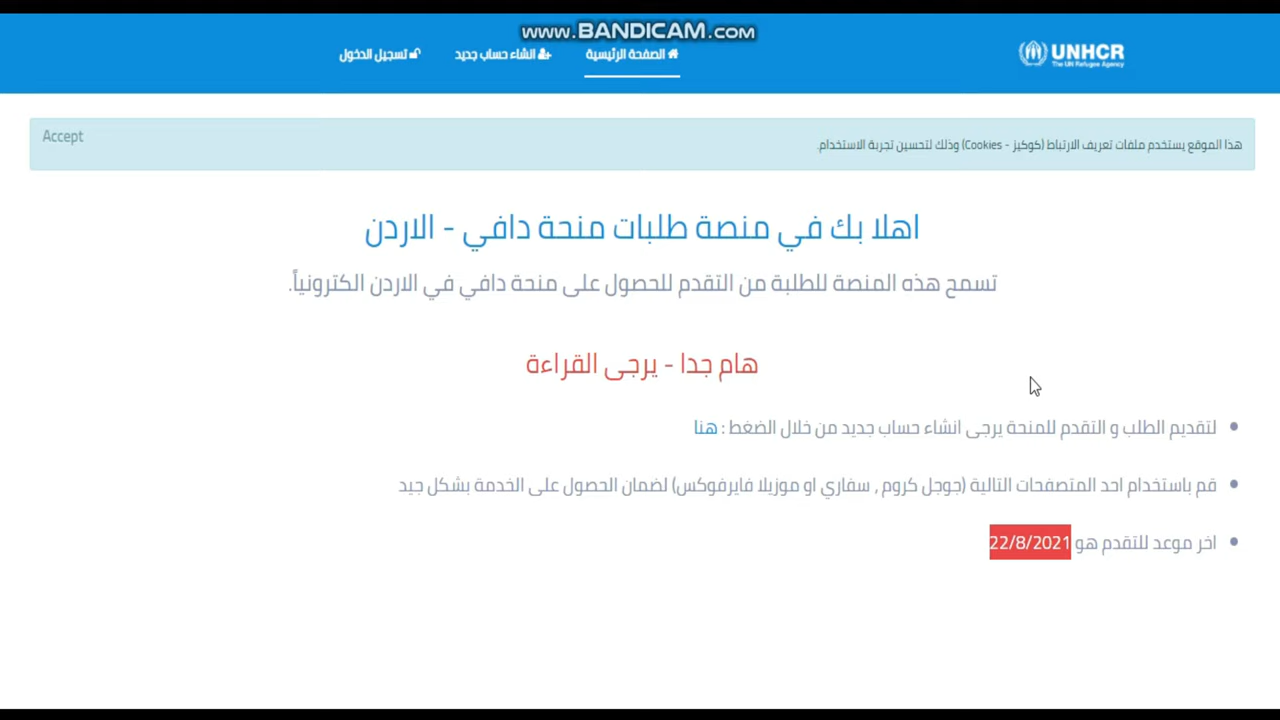 www.BANDICAM.com
UNHCR
The UN Refugee Agency
الصفحة الرئيسية
انشاء حساب جديد
تسجيل الدخول
هذا الموقع يستخدم ملفات تعريف الارتباط (كوكيز - Cookies) وذلك لتحسين تجربة الاستخدام.
Accept
اهلا بك في منصة طلبات منحة دافي - الاردن
تسمح هذه المنصة للطلبة من التقدم للحصول على منحة دافي في الاردن الكترونياً.
هام جدا - يرجى القراءة
لتقديم الطلب و التقدم للمنحة يرجى انشاء حساب جديد من خلال الضغط : هنا
قم باستخدام احد المتصفحات التالية (جوجل كروم , سفاري او موزيلا فايرفوكس) لضمان الحصول على الخدمة بشكل جيد
اخر موعد للتقدم هو 22/8/2021